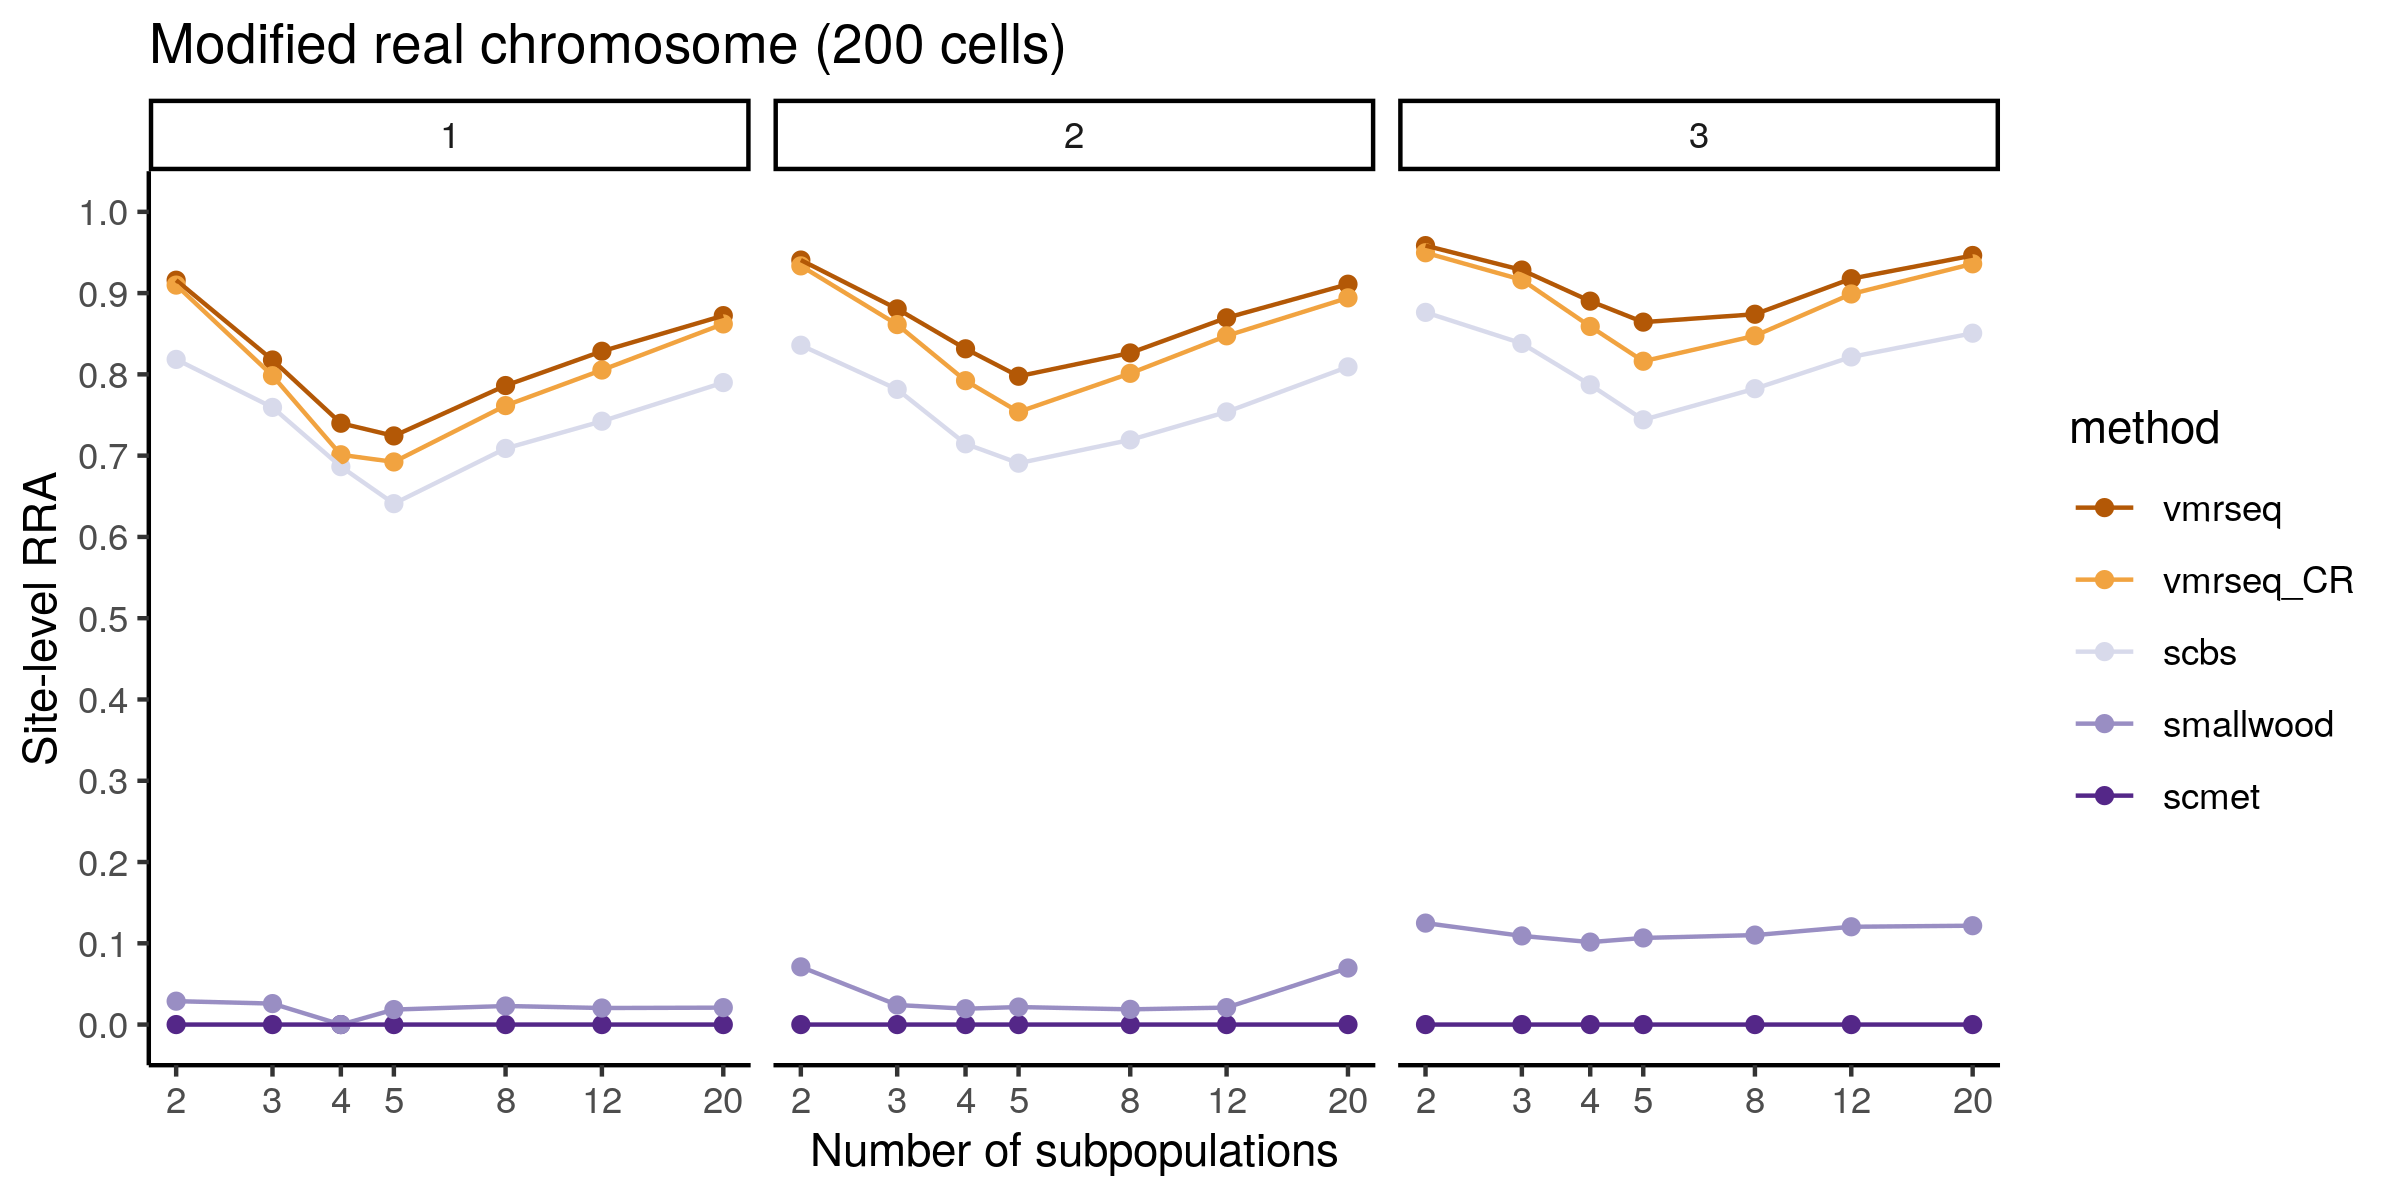 Modified real chromosome (200 cells)
1 2 3
1.0
0.9
0.8
0.7
0.6
0.5
0.4
0.3
0.2
0.1
0.0
Site-level RRA
2 3 4 5 8 12 20 2 3 4 5 8 12 20 2 3 4 5 8 12 20
Number of subpopulations
method
vmrseq
vmrseq_CR
scbs
smallwood
scmet